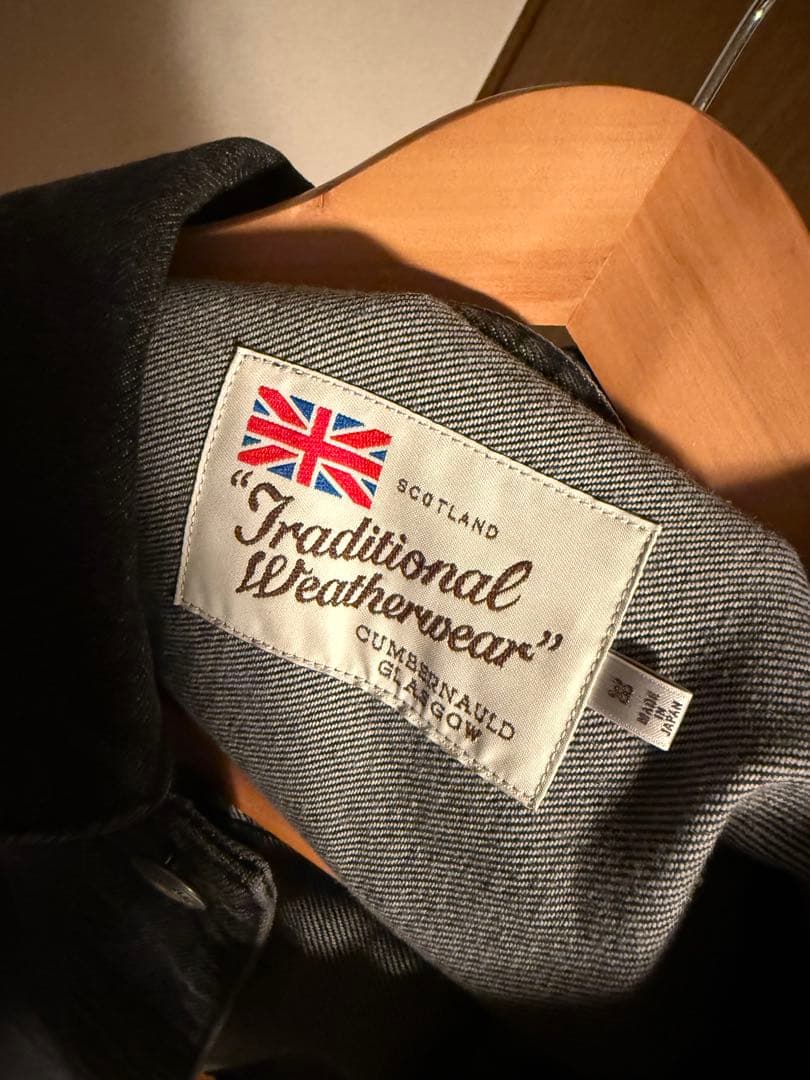 SCOTLAND
“Traditional
Weatherwear”
CUMBERNAULD
GLASGOW
MADE
IN
JAPAN